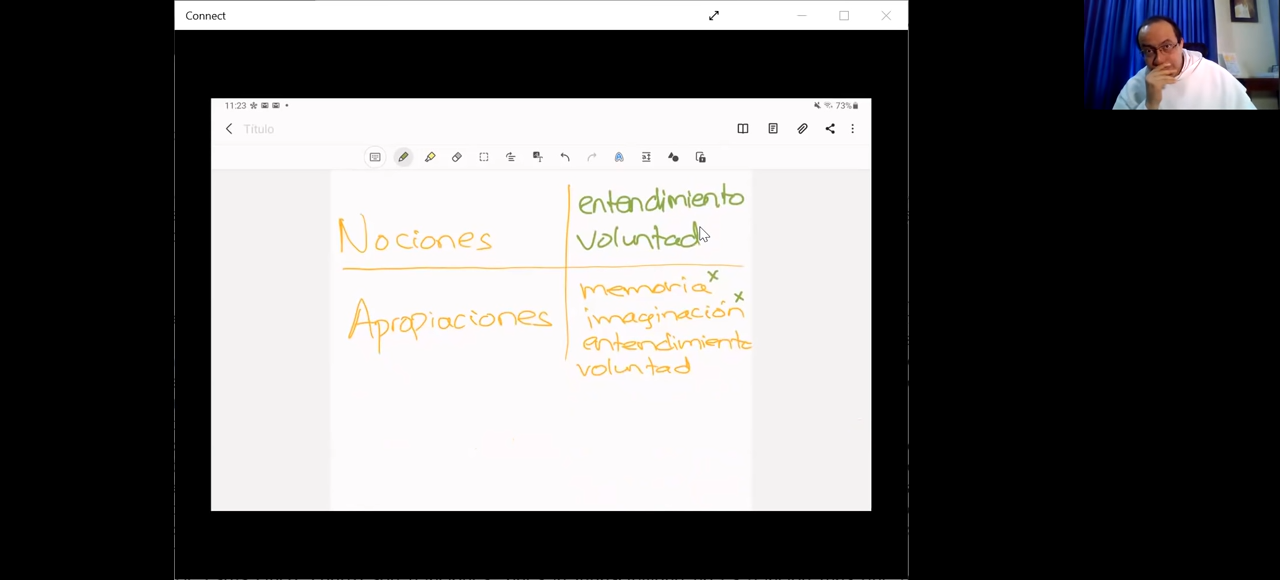 Connect
11:23
73%
Título
entendimiento
voluntad
Nociones
x
memoria
x
imaginación
Apropiaciones
entendimiento
voluntad